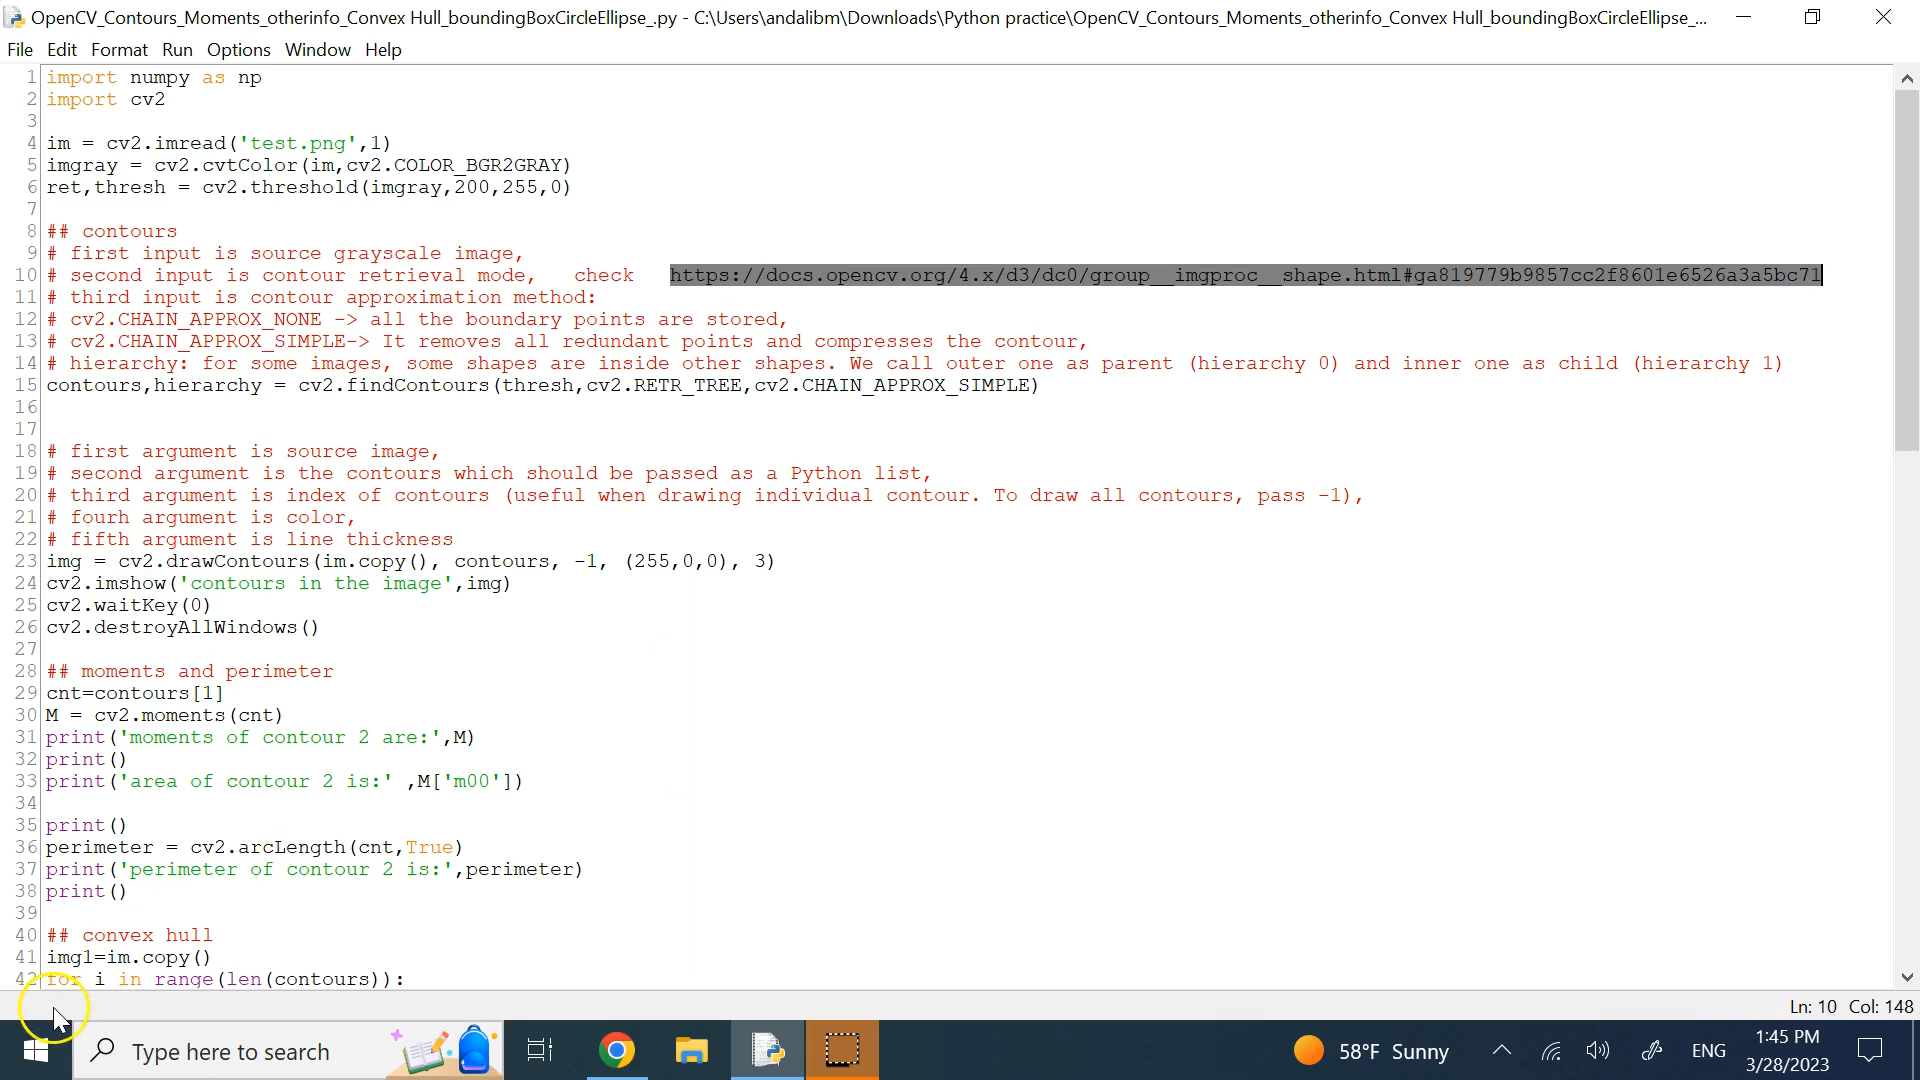 OpenCV_Contours_Moments_otherinfo_Convex Hull_boundingBoxCircleEllipse_.py - C:\Users\andalibm\Downloads\Python practice\OpenCV_Contours_Moments_otherinfo_Convex Hull_boundingBoxCircleEllipse_...
File Edit Format Run Options Window Help
1 import numpy as np
2 import cv2
3
4 im = cv2.imread('test.png',1)
5 imgray = cv2.cvtColor(im,cv2.COLOR_BGR2GRAY)
6 ret,thresh = cv2.threshold(imgray,200,255,0)
7
8 ## contours
9 # first input is source grayscale image,
10 # second input is contour retrieval mode, check https://docs.opencv.org/4.x/d3/dc0/group__imgproc__shape.html#ga819779b9857cc2f8601e6526a3a5bc71
11 # third input is contour approximation method:
12 # cv2.CHAIN_APPROX_NONE -> all the boundary points are stored,
13 # cv2.CHAIN_APPROX_SIMPLE-> It removes all redundant points and compresses the contour,
14 # hierarchy: for some images, some shapes are inside other shapes. We call outer one as parent (hierarchy 0) and inner one as child (hierarchy 1)
15 contours,hierarchy = cv2.findContours(thresh,cv2.RETR_TREE,cv2.CHAIN_APPROX_SIMPLE)
16
17
18 # first argument is source image,
19 # second argument is the contours which should be passed as a Python list,
20 # third argument is index of contours (useful when drawing individual contour. To draw all contours, pass -1),
21 # fourh argument is color,
22 # fifth argument is line thickness
23 img = cv2.drawContours(im.copy(), contours, -1, (255,0,0), 3)
24 cv2.imshow('contours in the image',img)
25 cv2.waitKey(0)
26 cv2.destroyAllWindows()
27
28 ## moments and perimeter
29 cnt=contours[1]
30 M = cv2.moments(cnt)
31 print('moments of contour 2 are:',M)
32 print()
33 print('area of contour 2 is:' ,M['m00'])
34
35 print()
36 perimeter = cv2.arcLength(cnt,True)
37 print('perimeter of contour 2 is:',perimeter)
38 print()
39
40 ## convex hull
41 img1=im.copy()
42 for i in range(len(contours)):
Ln: 10 Col: 148
Type here to search
58°F Sunny
ENG
1:45 PM
3/28/2023